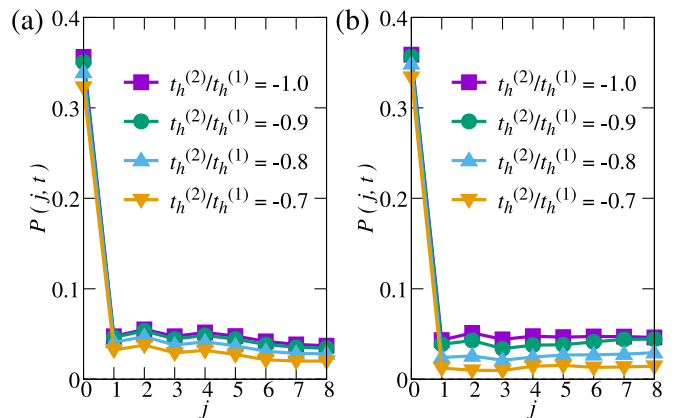 (a)
0.4
0.3
0.2
0.1
0
P(j,t)
t_h^(2)/t_h^(1) = -1.0
t_h^(2)/t_h^(1) = -0.9
t_h^(2)/t_h^(1) = -0.8
t_h^(2)/t_h^(1) = -0.7
0 1 2 3 4 5 6 7 8
j
(b)
0.4
0.3
0.2
0.1
0
P(j,t)
t_h^(2)/t_h^(1) = -1.0
t_h^(2)/t_h^(1) = -0.9
t_h^(2)/t_h^(1) = -0.8
t_h^(2)/t_h^(1) = -0.7
0 1 2 3 4 5 6 7 8
j